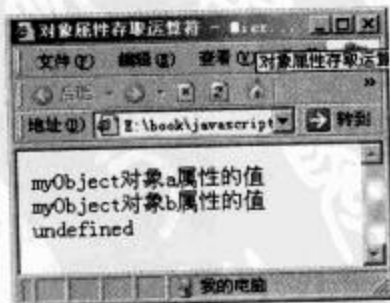 对象属性存取运算符 - Micr...
文件(F) 编辑(E) 查看(V)
对象属性存取运算
后退
»
地址(D) E:\book\javascript 转到
myObject对象a属性的值
myObject对象b属性的值
undefined
我的电脑